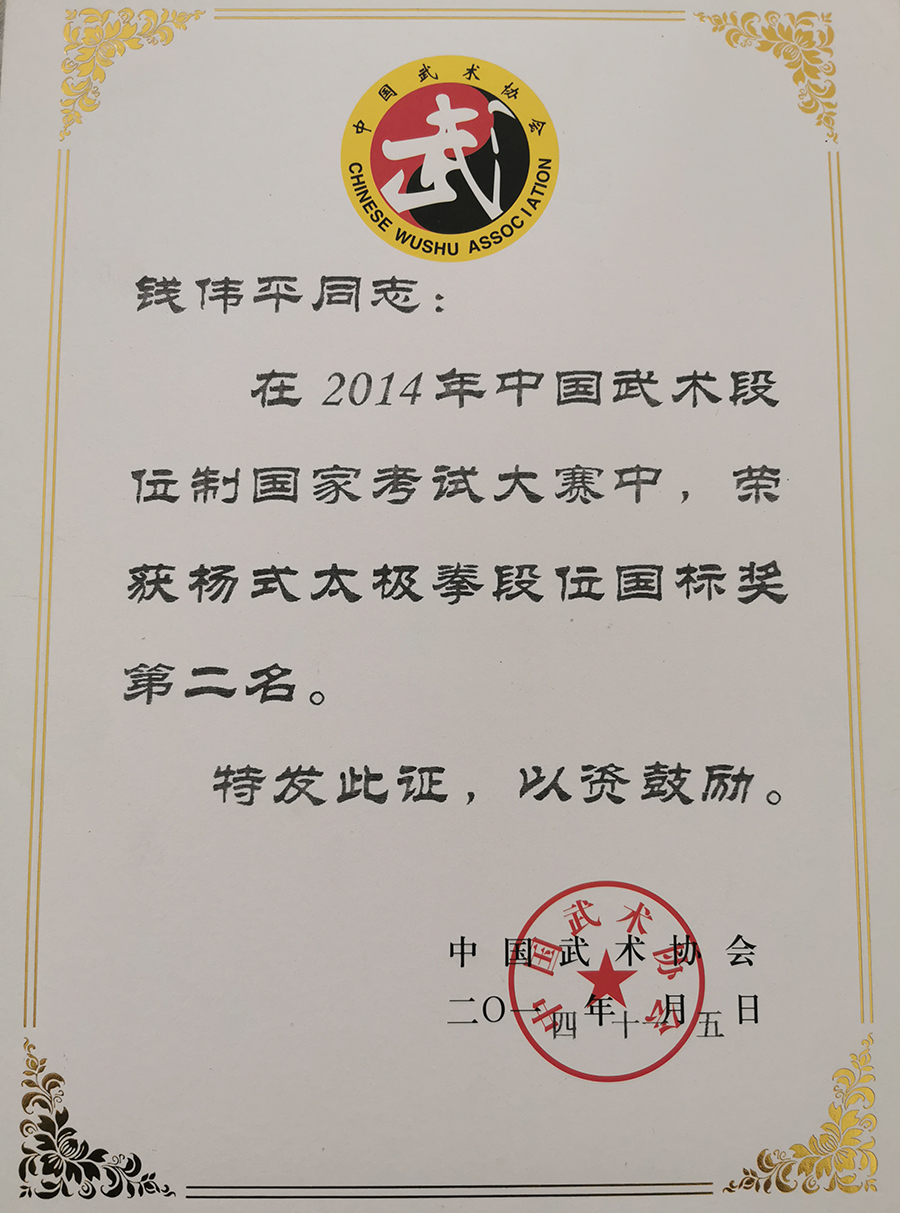 中国武术协会
武
CHINESE WUSHU ASSOCIATION
钱伟平同志：
在2014年中国武术段
位制国家考试大赛中，荣
获杨式太极拳段位国标奖
第二名。
特发此证，以资鼓励。
中国武术协会
二〇一四年十月五日
中国武术协会